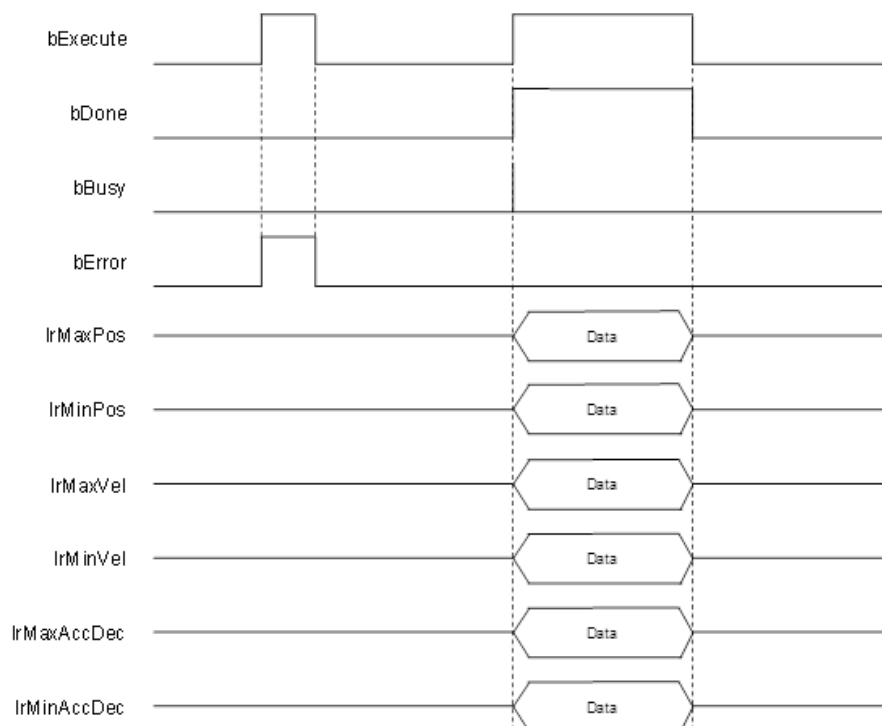 bExecute
bDone
bBusy
bError
lrMaxPos Data
lrMinPos Data
lrMaxVel Data
lrMinVel Data
lrMaxAccDec Data
lrMinAccDec Data